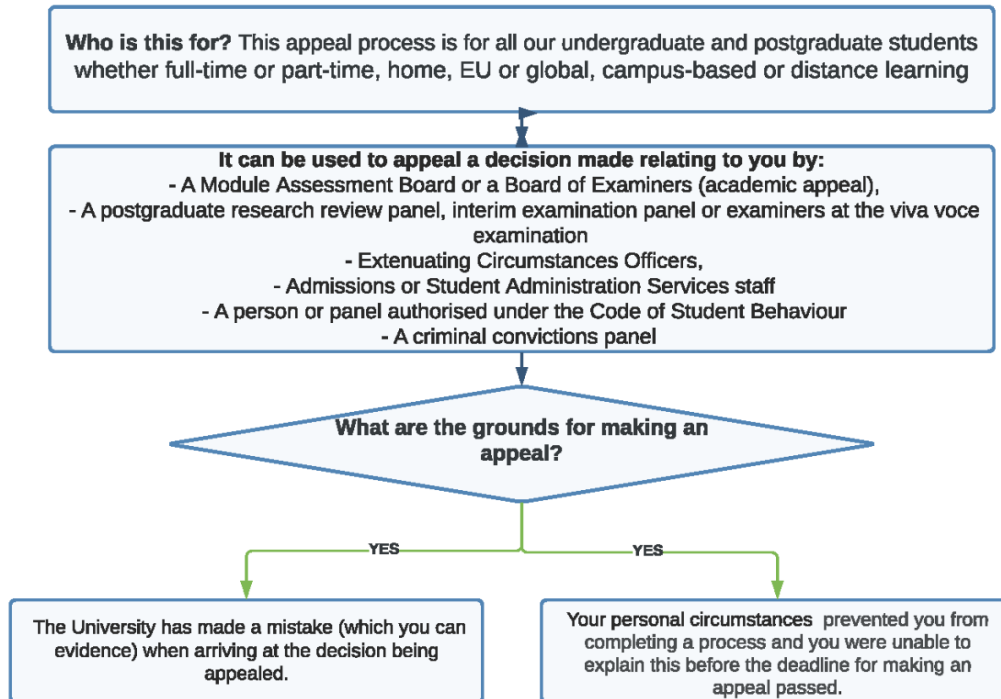 Who is this for? This appeal process is for all our undergraduate and postgraduate students
whether full-time or part-time, home, EU or global, campus-based or distance learning
It can be used to appeal a decision made relating to you by:
- A Module Assessment Board or a Board of Examiners (academic appeal),
- A postgraduate research review panel, interim examination panel or examiners at the viva voce
examination
- Extenuating Circumstances Officers,
- Admissions or Student Administration Services staff
- A person or panel authorised under the Code of Student Behaviour
- A criminal convictions panel
What are the grounds for making an
appeal?
YES
YES
The University has made a mistake (which you can
evidence) when arriving at the decision being
appealed.
Your personal circumstances prevented you from
completing a process and you were unable to
explain this before the deadline for making an
appeal passed.